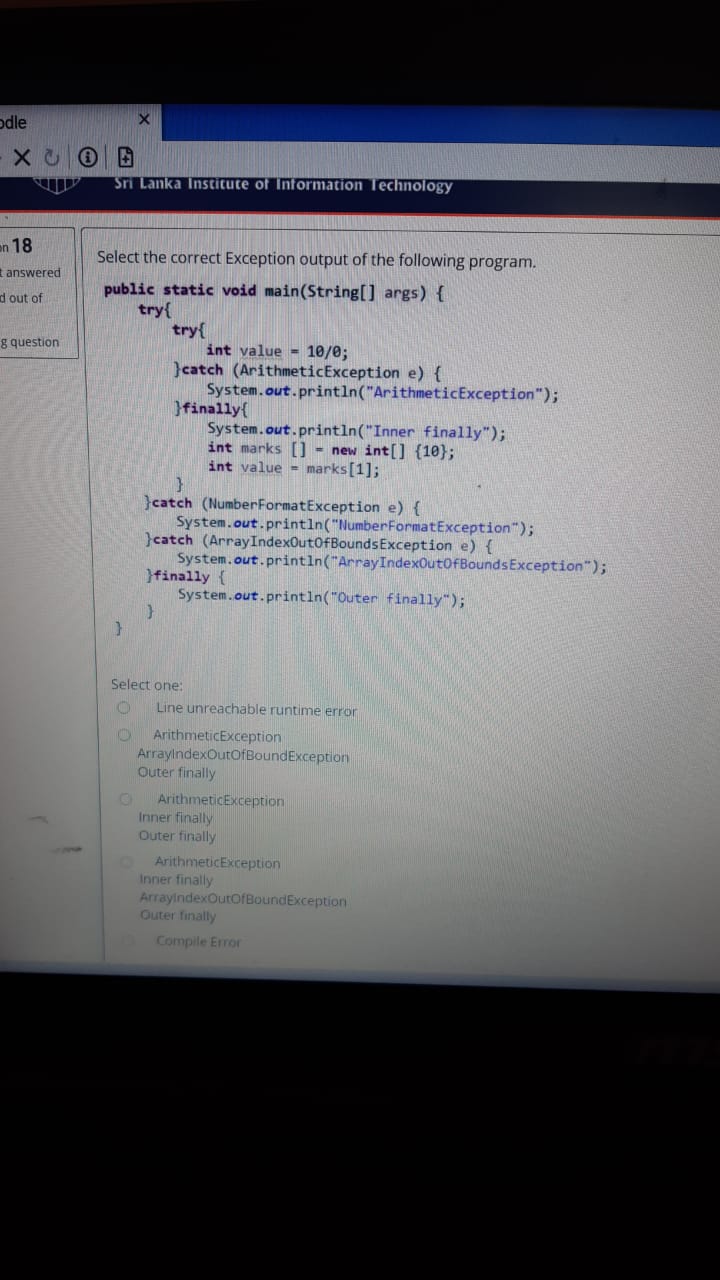 odle
Sri Lanka Institute of Information Technology
on 18
t answered
d out of
g question
Select the correct Exception output of the following program.
public static void main(String[] args) {
try{
try{
int value = 10/0;
}catch (ArithmeticException e) {
System.out.println("ArithmeticException");
}finally{
System.out.println("Inner finally");
int marks [] = new int[] {10};
int value = marks[1];
}
}catch (NumberFormatException e) {
System.out.println("NumberFormatException");
}catch (ArrayIndexOutOfBoundsException e) {
System.out.println("ArrayIndexOutOfBoundsException");
}finally {
System.out.println("Outer finally");
}
}
Select one:
Line unreachable runtime error
ArithmeticException
ArrayIndexOutOfBoundException
Outer finally
ArithmeticException
Inner finally
Outer finally
ArithmeticException
Inner finally
ArrayIndexOutOfBoundException
Outer finally
Compile Error